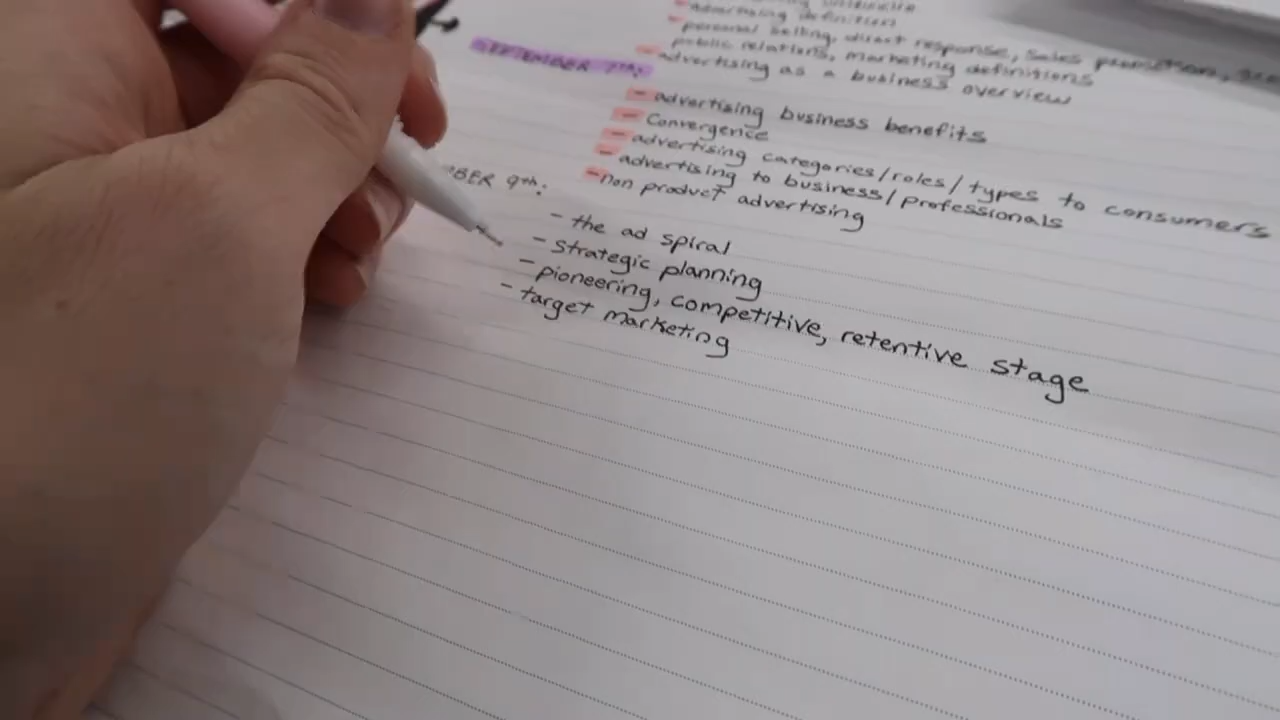 advertising definition
personal selling, direct response, sales promotion,
public relations, marketing definitions
SEPTEMBER 7th:
advertising as a business overview
- advertising business benefits
- Convergence
- advertising categories/roles/types to consumers
- advertising to business/professionals
- non product advertising
BER 9th:
- the ad spiral
- strategic planning
- pioneering, competitive, retentive stage
- target marketing